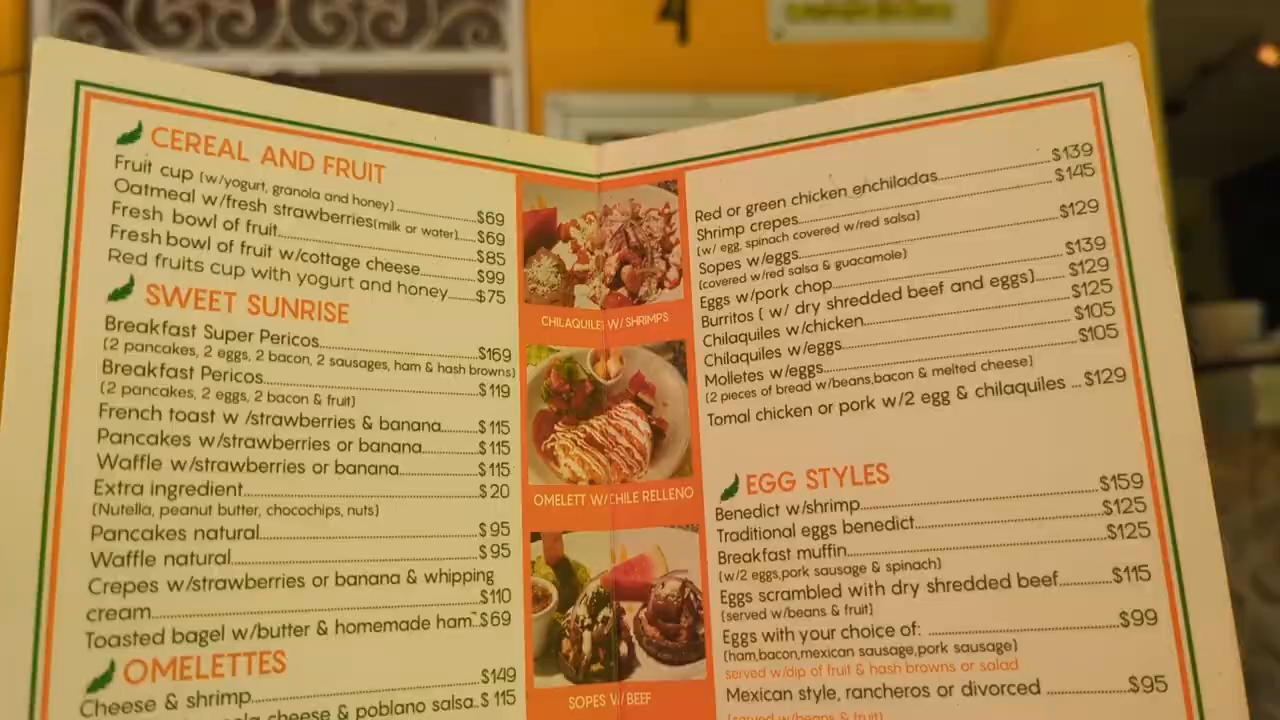 CEREAL AND FRUIT
Fruit cup (w/yogurt, granola and honey)..........$69
Oatmeal w/fresh strawberries(milk or water)....$69
Fresh bowl of fruit..........$85
Fresh bowl of fruit w/cottage cheese..........$99
Red fruits cup with yogurt and honey..........$75
SWEET SUNRISE
Breakfast Super Pericos..........$169
(2 pancakes, 2 eggs, 2 bacon, 2 sausages, ham & hash browns)
Breakfast Pericos..........$119
(2 pancakes, 2 eggs, 2 bacon & fruit)
French toast w /strawberries & banana..........$115
Pancakes w/strawberries or banana..........$115
Waffle w/strawberries or banana..........$115
Extra ingredient..........$20
(Nutella, peanut butter, chocochips, nuts)
Pancakes natural..........$95
Waffle natural..........$95
Crepes w/strawberries or banana & whipping
cream..........$110
Toasted bagel w/butter & homemade ham..$69
OMELETTES
Cheese & shrimp..........$149
cheese & poblano salsa..$115
CHILAQUILES W/SHRIMPS
OMELETT W/CHILE RELLENO
SOPES W/BEEF
Red or green chicken enchiladas..........$139
Shrimp crepes..........$145
(w/ egg, spinach covered w/red salsa)
Sopes w/eggs..........$129
(covered w/red salsa & guacamole)
Eggs w/pork chop..........$139
Burritos ( w/ dry shredded beef and eggs)..........$129
Chilaquiles w/chicken..........$125
Chilaquiles w/eggs..........$105
Molletes w/eggs..........$105
(2 pieces of bread w/beans,bacon & melted cheese)
Tomal chicken or pork w/2 egg & chilaquiles ...$129
EGG STYLES
Benedict w/shrimp..........$159
Traditional eggs benedict..........$125
Breakfast muffin..........$125
(w/2 eggs,pork sausage & spinach)
Eggs scrambled with dry shredded beef..........$115
(served w/beans & fruit)
Eggs with your choice of: ..........$99
(ham,bacon,mexican sausage,pork sausage)
served w/dip of fruit & hash browns or salad
Mexican style, rancheros or divorced ..........$95
(served w/beans & fruit)
4